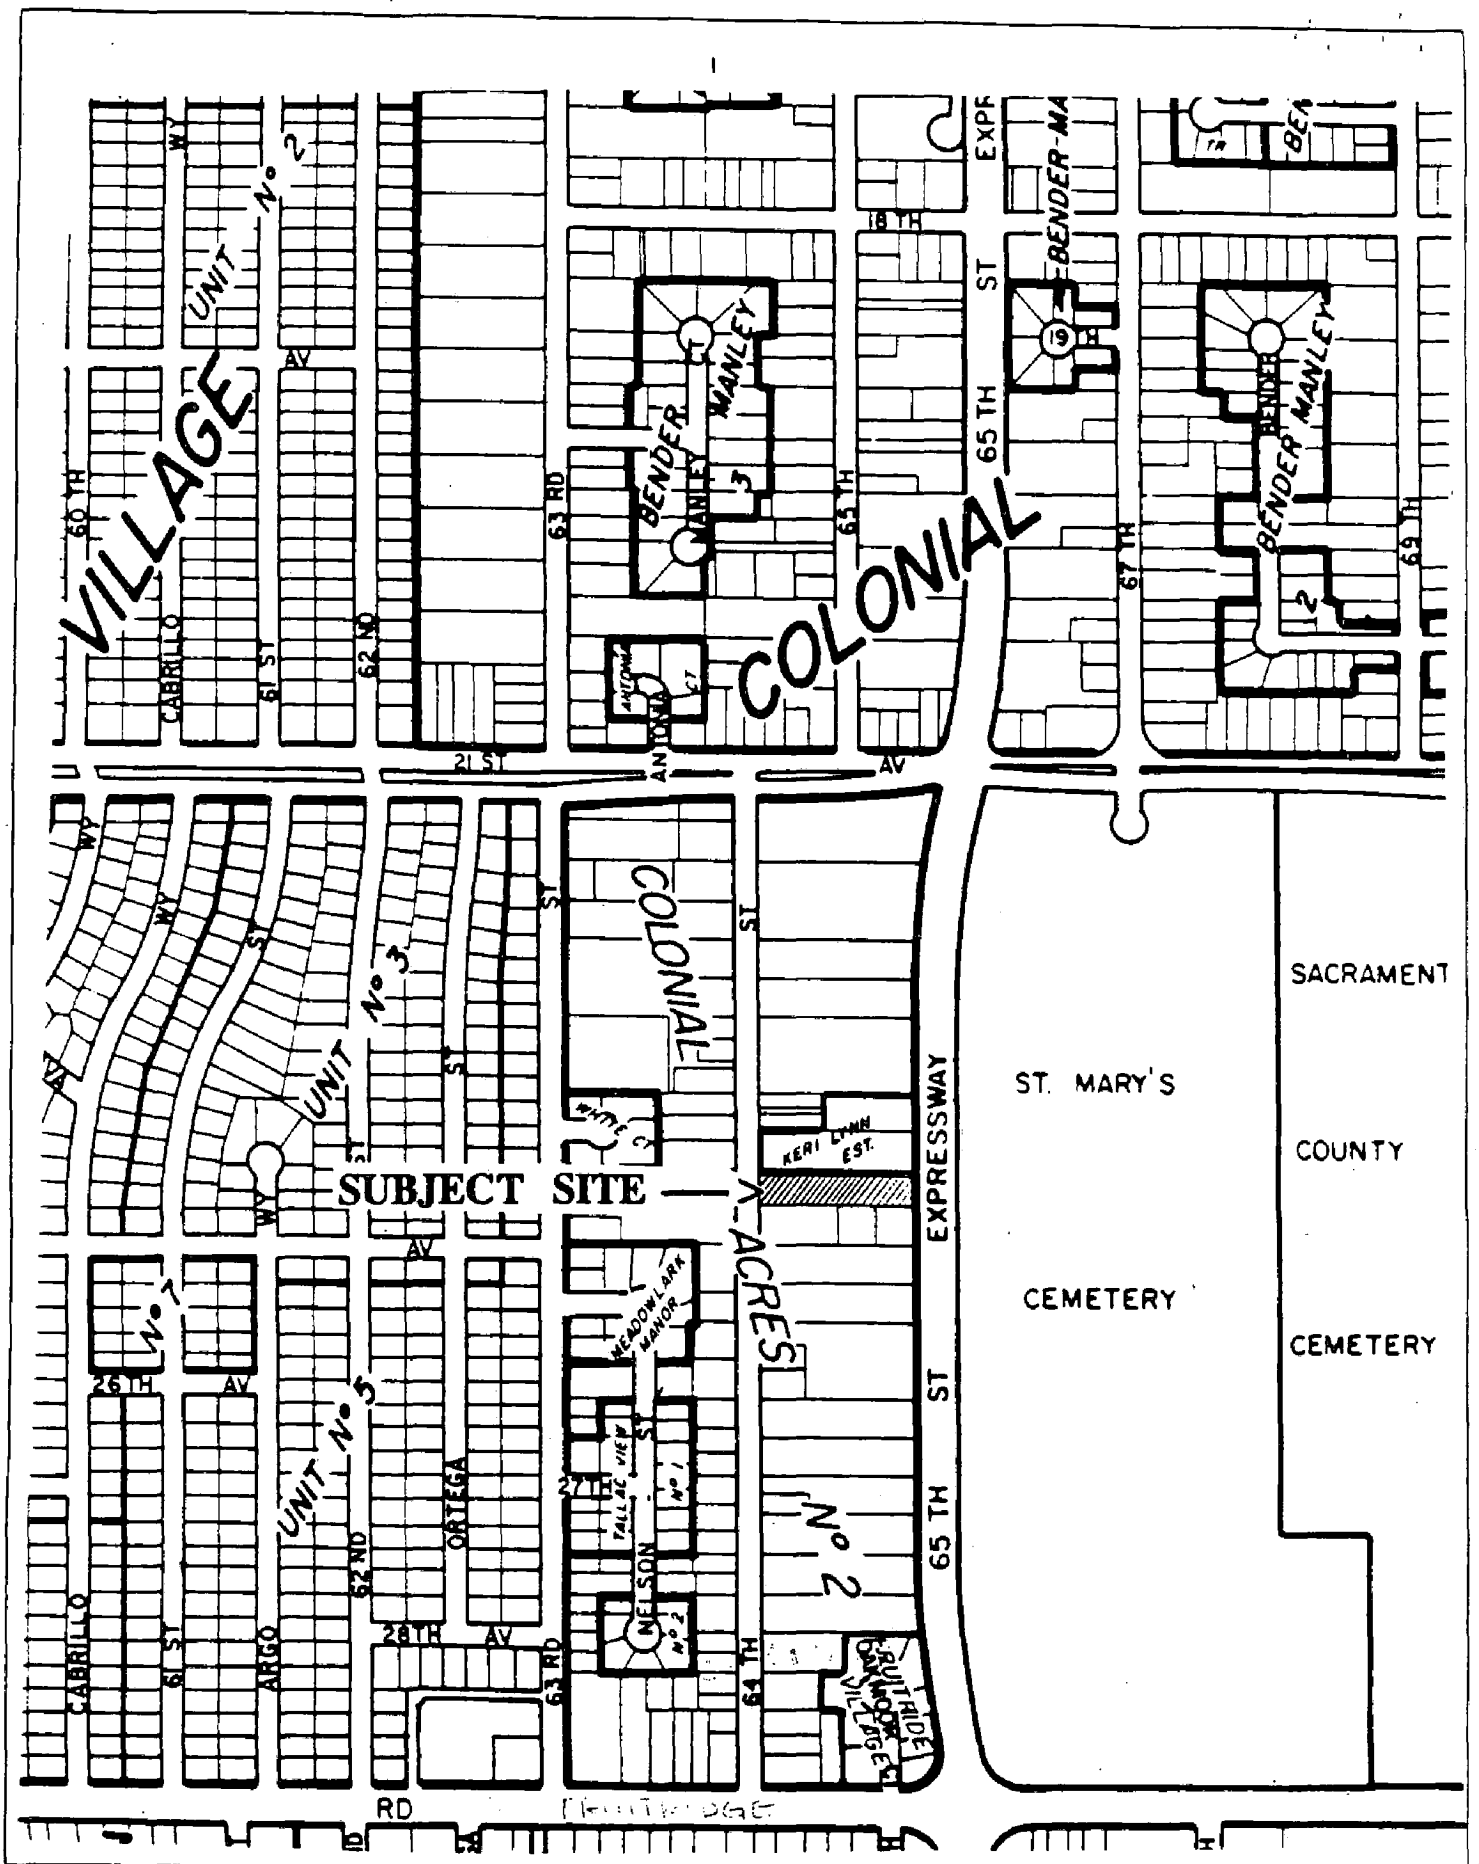 WY
UNIT No 2
AV
VILLAGE
60 TH
CABRILLO
61 ST
62 ND
63 RD
BENDER
MANLEY
3
MANLEY
CT
ANTONIA
CT
ANTONIA
65 TH
18 TH
EXPR
ST
65 TH
BENDER-MA
19
H
TR
BEN
BENDER
BENDER MANLEY
2
67 TH
69 TH
COLONIAL
21 ST
AV
WY
WY
ST
UNIT No 3
ST
ST
ST
COLONIAL
WHITE CT
KERI LYNN
EST.
SUBJECT SITE
WY
AV
ACRES
No 2
No 7
26 TH AV
UNIT No 5
MEADOWLARK
MANOR
ST
TALLAC VIEW
No 1
27 TH
NELSON
No 2
ORTEGA
62 ND
28 TH AV
63 RD
64 TH
CABRILLO
61 ST
ARGO
EXPRESSWAY
ST
65 TH
SACRAMENT
ST. MARY'S
COUNTY
CEMETERY
CEMETERY
VILLAGE
RD
FRUITRIDGE